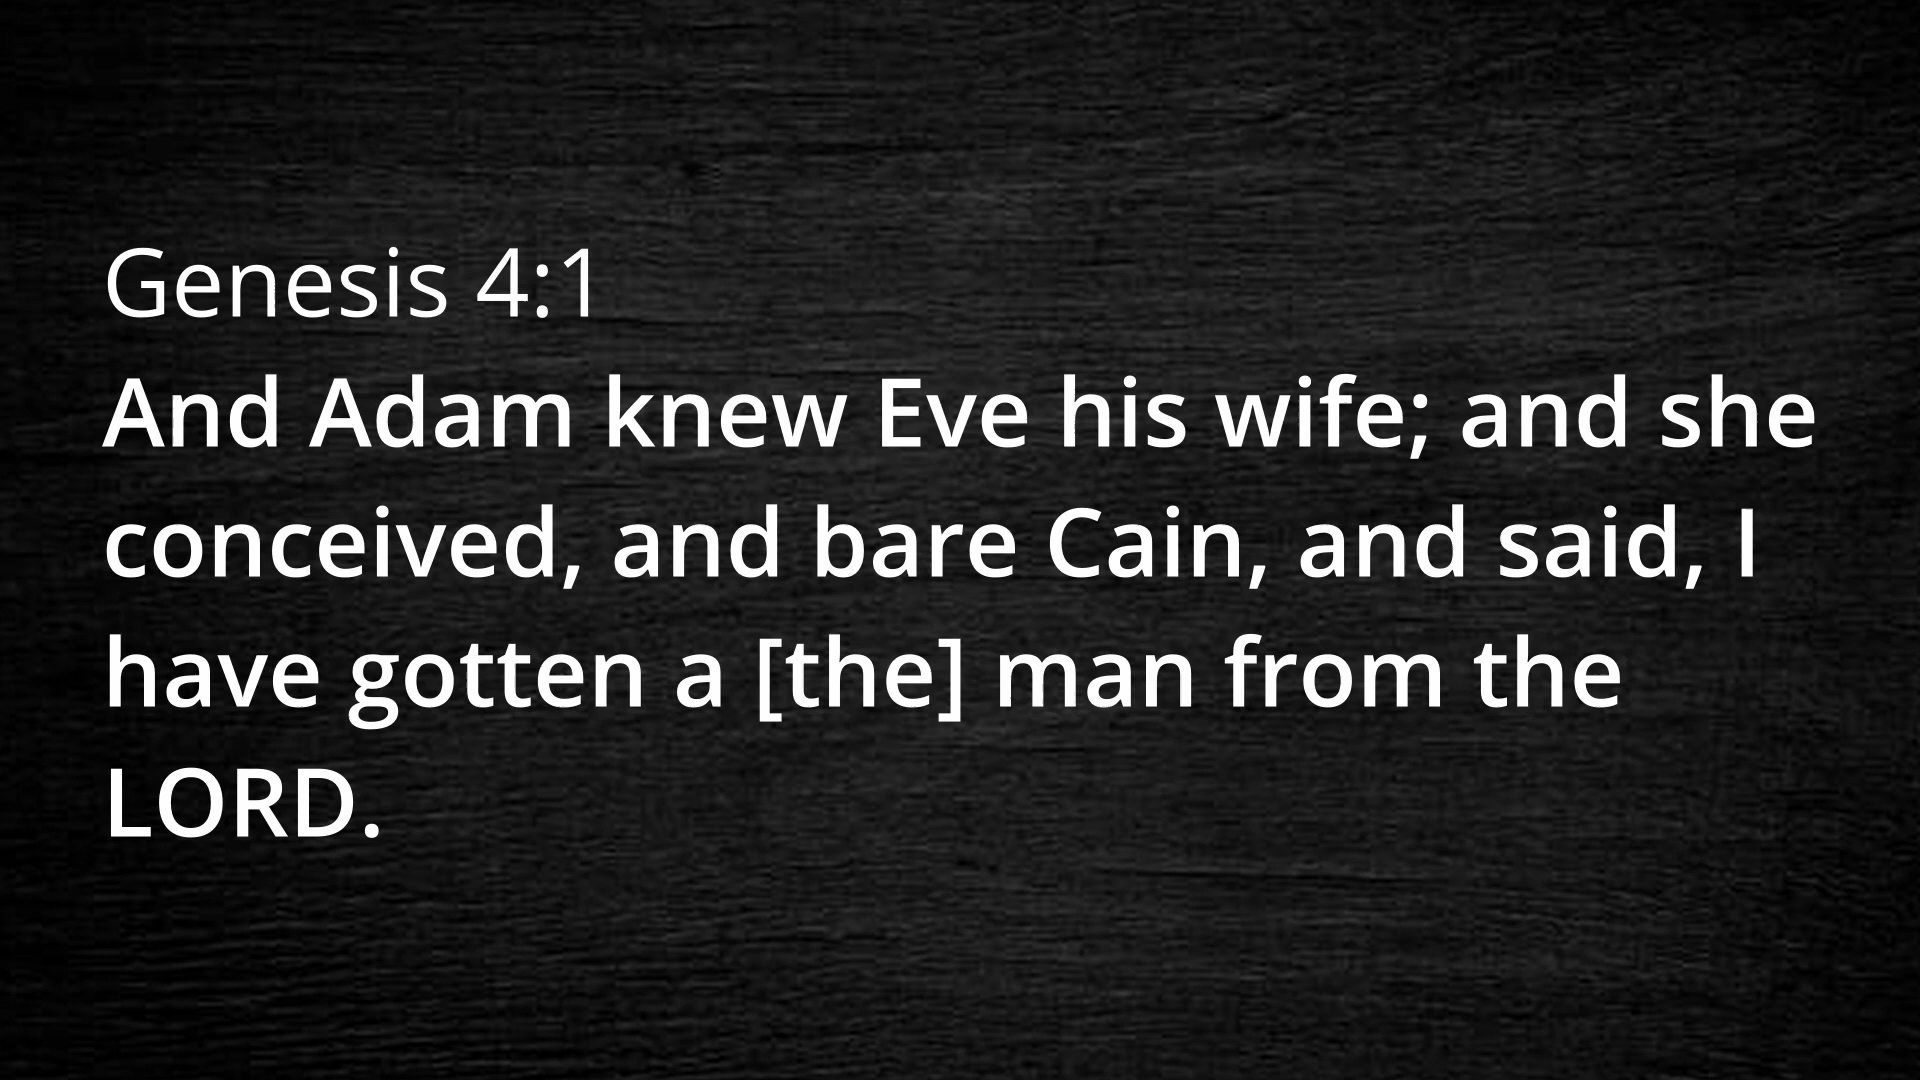 Genesis 4:1
And Adam knew Eve his wife; and she
conceived, and bare Cain, and said, I
have gotten a [the] man from the
LORD.